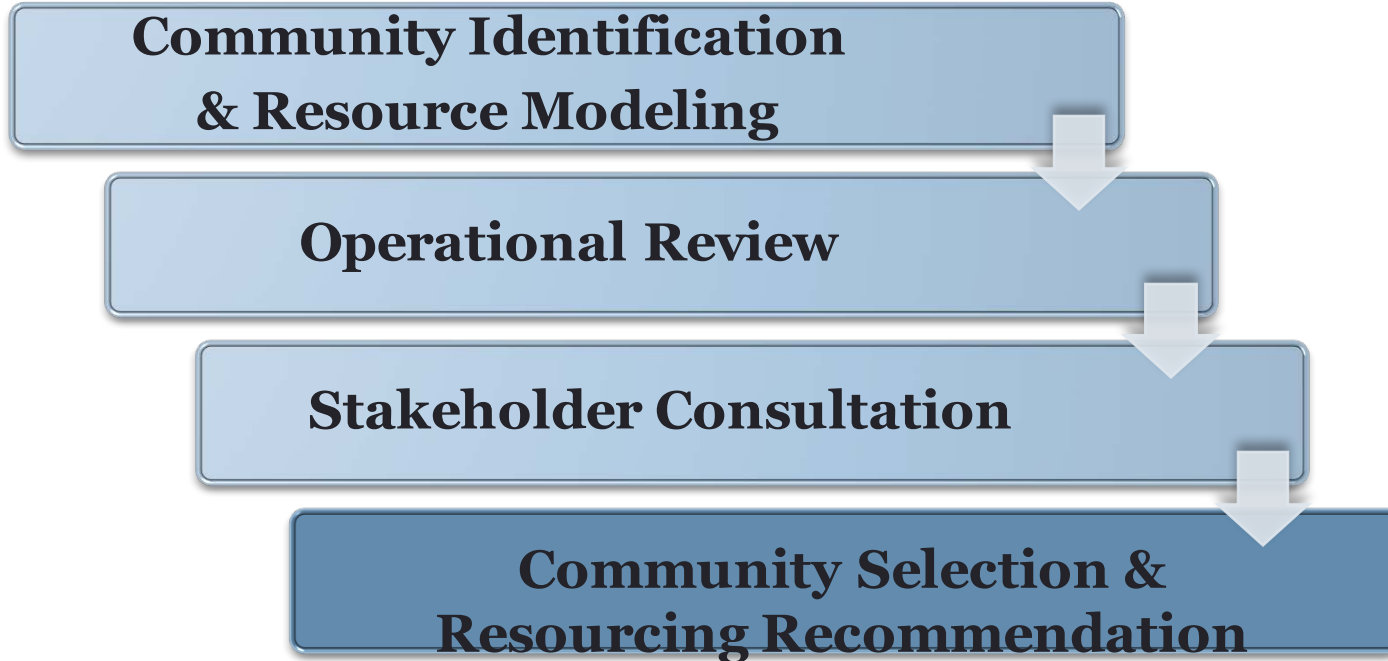 Community Identification
& Resource Modeling
Operational Review
Stakeholder Consultation
Community Selection &
Resourcing Recommendation